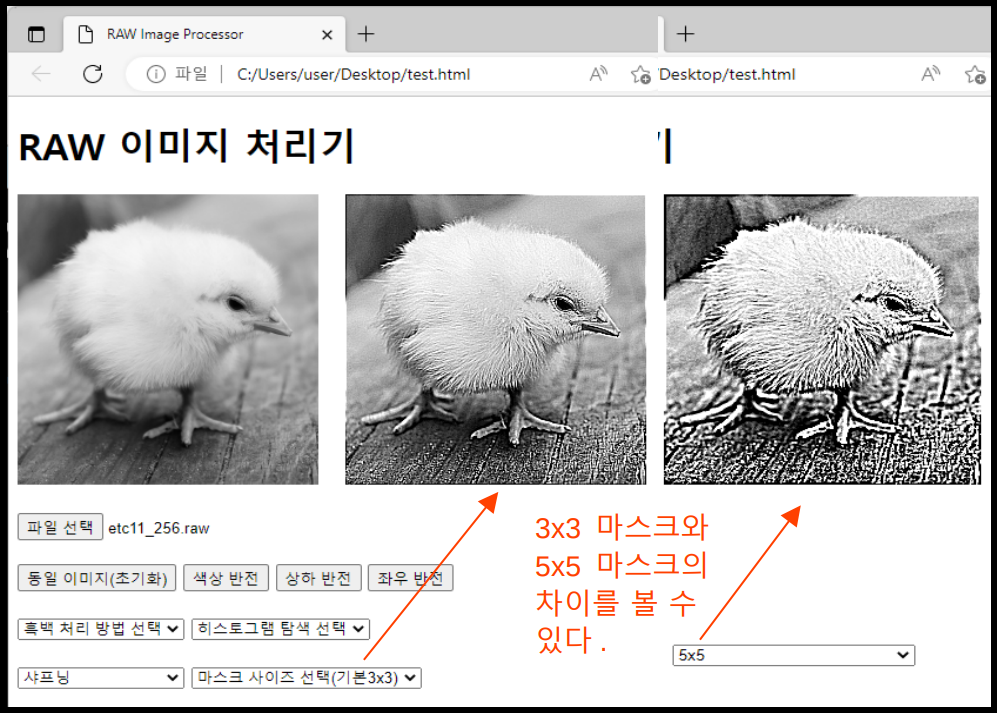 RAW Image Processor
파일 C:/Users/user/Desktop/test.html
'Desktop/test.html
RAW 이미지 처리기
파일 선택 etc11_256.raw
동일 이미지(초기화) 색상 반전 상하 반전 좌우 반전
흑백 처리 방법 선택 히스토그램 탐색 선택
샤프닝 마스크 사이즈 선택(기본3x3)
3x3 마스크와
5x5 마스크의
차이를 볼 수
있다 .
5x5